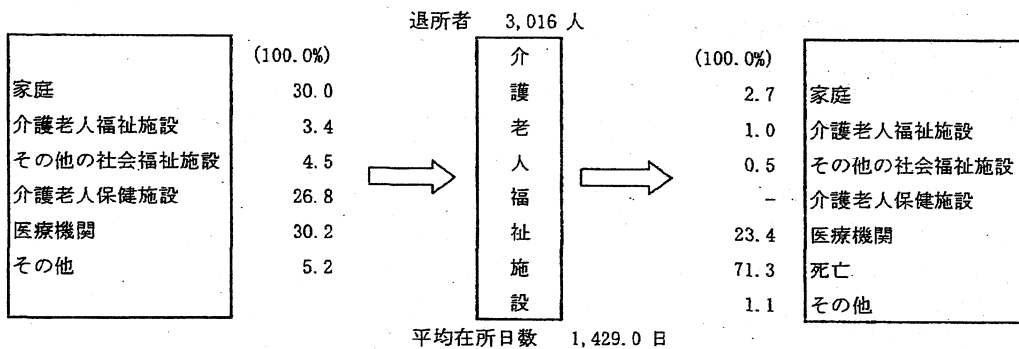 退所者 3,016 人
(100.0%)
家庭 30.0
介護老人福祉施設 3.4
その他の社会福祉施設 4.5
介護老人保健施設 26.8
医療機関 30.2
その他 5.2
介護老人福祉施設
(100.0%)
2.7 家庭
1.0 介護老人福祉施設
0.5 その他の社会福祉施設
- 介護老人保健施設
23.4 医療機関
71.3 死亡
1.1 その他
平均在所日数 1,429.0 日